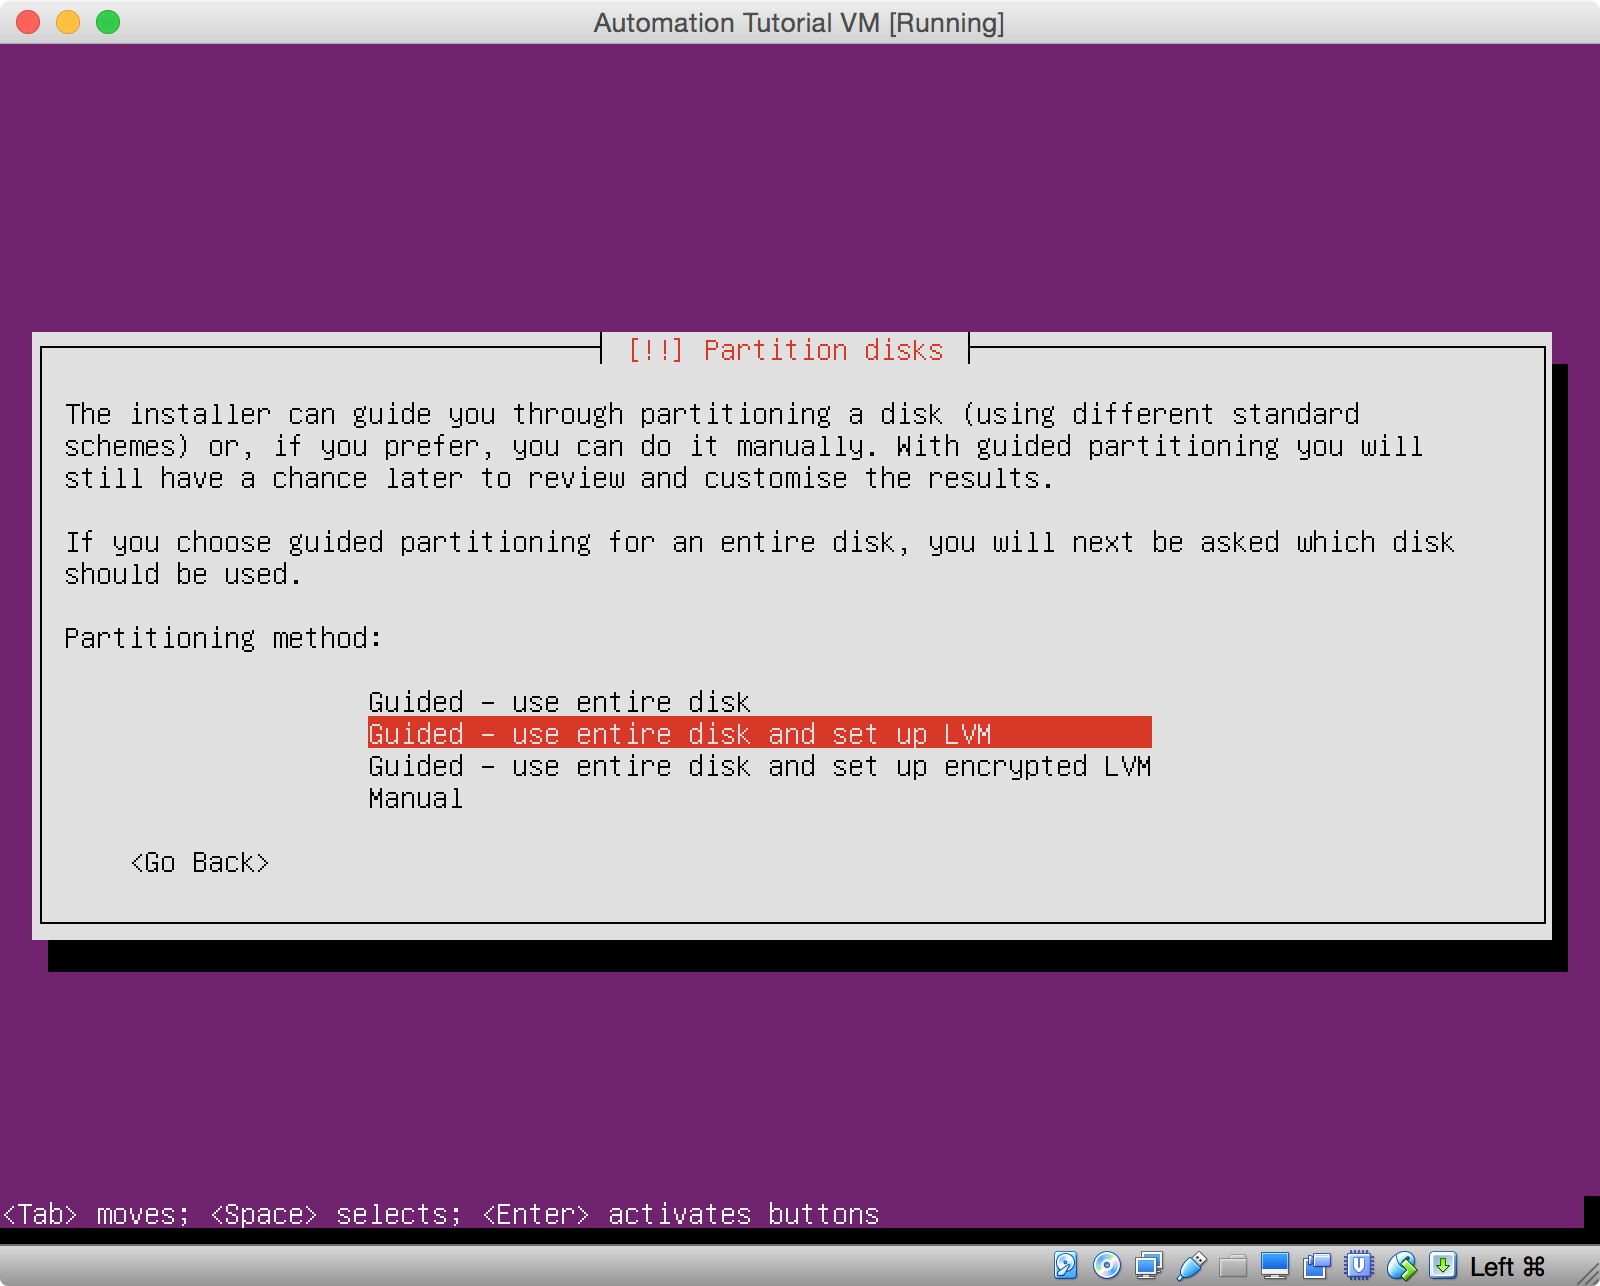 Automation Tutorial VM [Running]
[!!] Partition disks
The installer can guide you through partitioning a disk (using different standard
schemes) or, if you prefer, you can do it manually. With guided partitioning you will
still have a chance later to review and customise the results.
If you choose guided partitioning for an entire disk, you will next be asked which disk
should be used.
Partitioning method:
Guided - use entire disk
Guided - use entire disk and set up LVM
Guided - use entire disk and set up encrypted LVM
Manual
<Go Back>
<Tab> moves; <Space> selects; <Enter> activates buttons
Left ⌘